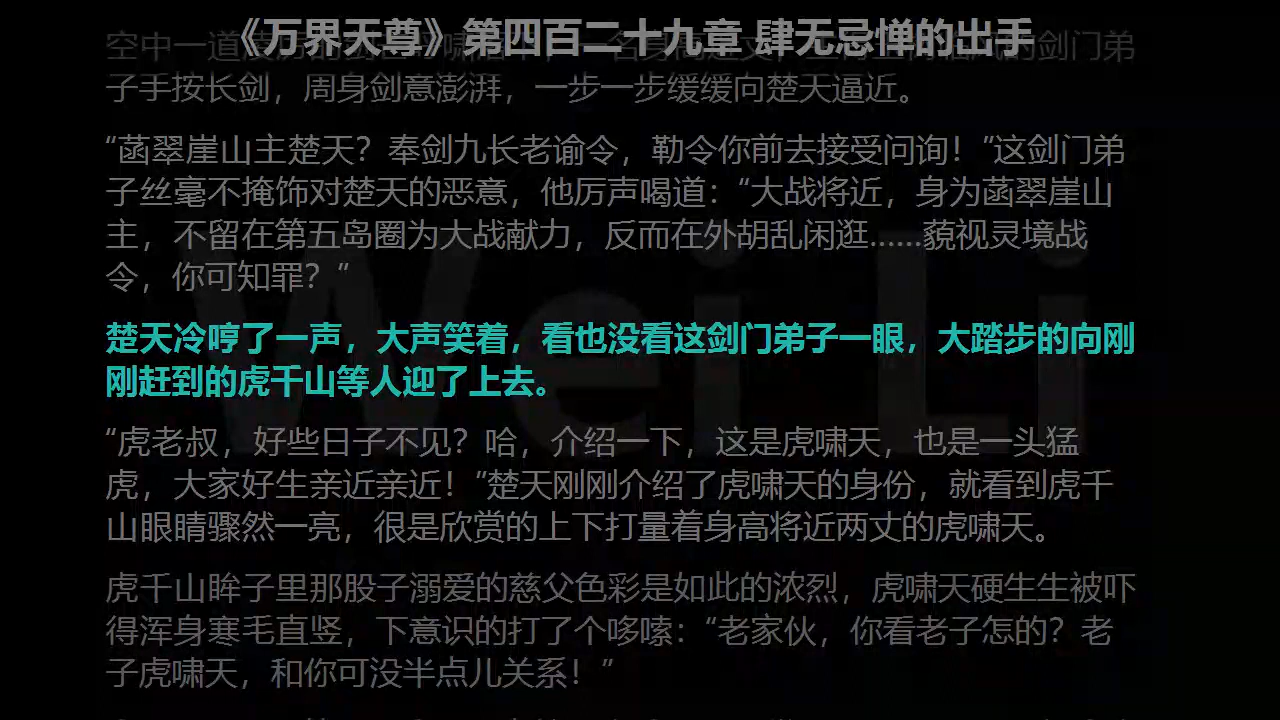 《万界天尊》第四百二十九章 肆无忌惮的出手
空中一道
的剑门弟
子手按长剑，周身剑意澎湃，一步一步缓缓向楚天逼近。
“菡翠崖山主楚天？奉剑九长老谕令，勒令你前去接受问询！”这剑门弟
子丝毫不掩饰对楚天的恶意，他厉声喝道：“大战将近，身为菡翠崖山
主，不留在第五岛圈为大战献力，反而在外胡乱闲逛……藐视灵境战
令，你可知罪？”
楚天冷哼了一声，大声笑着，看也没看这剑门弟子一眼，大踏步的向刚
刚赶到的虎千山等人迎了上去。
“虎老叔，好些日子不见？哈，介绍一下，这是虎啸天，也是一头猛
虎，大家好生亲近亲近！”楚天刚刚介绍了虎啸天的身份，就看到虎千
山眼睛骤然一亮，很是欣赏的上下打量着身高将近两丈的虎啸天。
虎千山眸子里那股子溺爱的慈父色彩是如此的浓烈，虎啸天硬生生被吓
得浑身寒毛直竖，下意识的打了个哆嗦：“老家伙，你看老子怎的？老
子虎啸天，和你可没半点儿关系！”
Wei Li